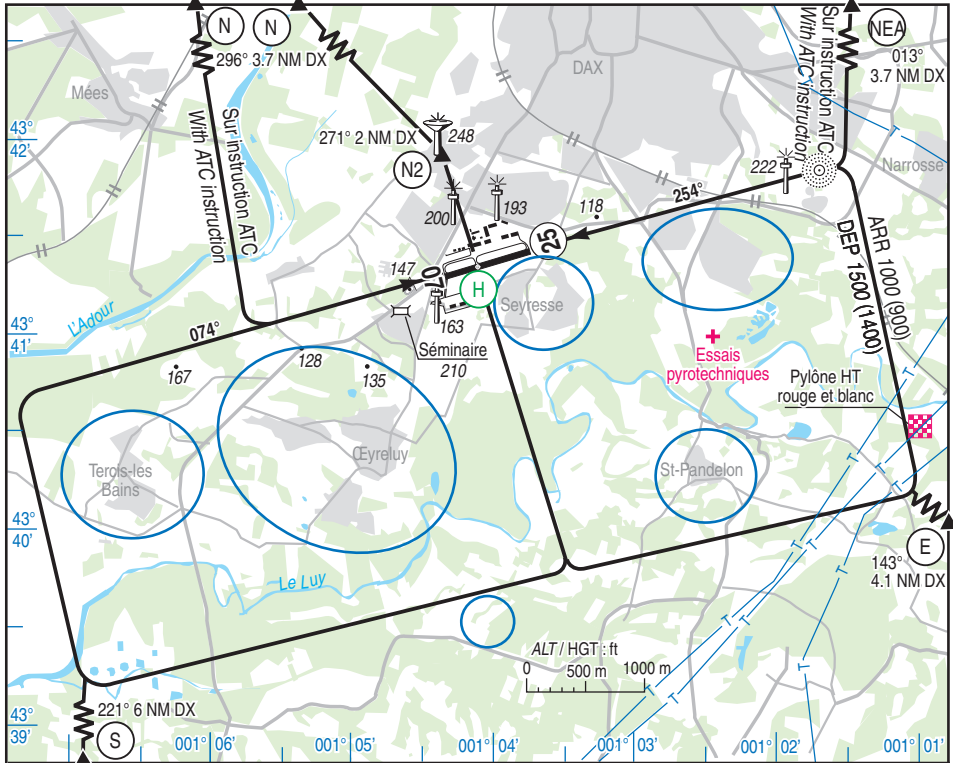 N
N
296° 3.7 NM DX
Mées
Sur instruction ATC
With ATC instruction
DAX
Sur instruction ATC
With ATC instruction
NEA
013°
3.7 NM DX
43°
42'
271° 2 NM DX
248
N2
222
Narrosse
200
193
118
254°
25
07
147
H
Seyresse
163
Séminaire
210
L'Adour
43°
41'
074°
128
135
167
Essais
pyrotechniques
ARR 1000 (900)
DEP 1500 (1400)
Pylône HT
rouge et blanc
Tercis-les
Bains
Œyreluy
St-Pandelon
43°
40'
Le Luy
E
143°
4.1 NM DX
ALT / HGT : ft
0
500 m
1000 m
221° 6 NM DX
S
43°
39'
001° 06'
001° 05'
001° 04'
001° 03'
001° 02'
001° 01'